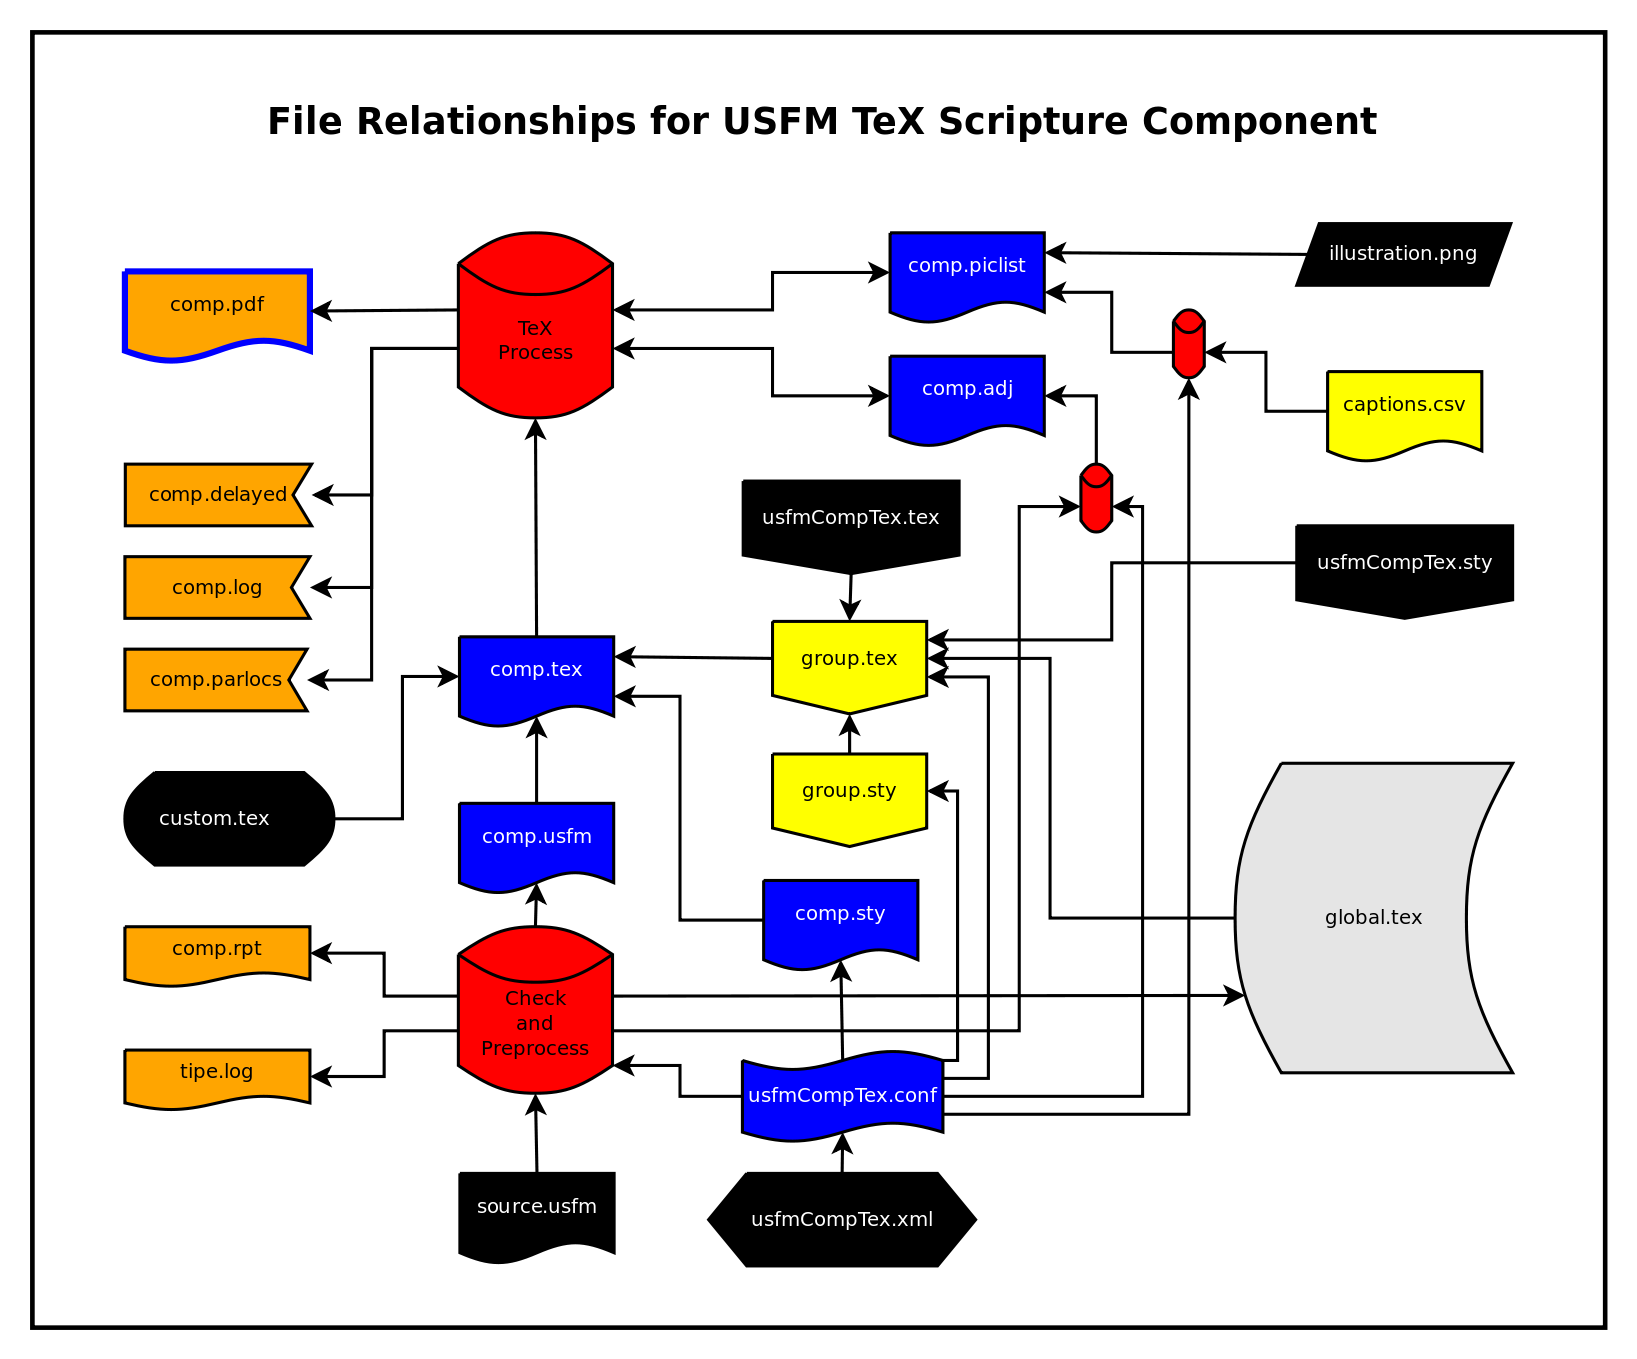 File Relationships for USFM TeX Scripture Component
illustration.png
comp.piclist
comp.pdf
TeX
Process
comp.adj
captions.csv
comp.delayed
usfmCompTex.tex
usfmCompTex.sty
comp.log
comp.tex
group.tex
comp.parlocs
group.sty
custom.tex
comp.usfm
comp.sty
global.tex
comp.rpt
Check
and
Preprocess
tipe.log
usfmCompTex.conf
source.usfm
usfmCompTex.xml